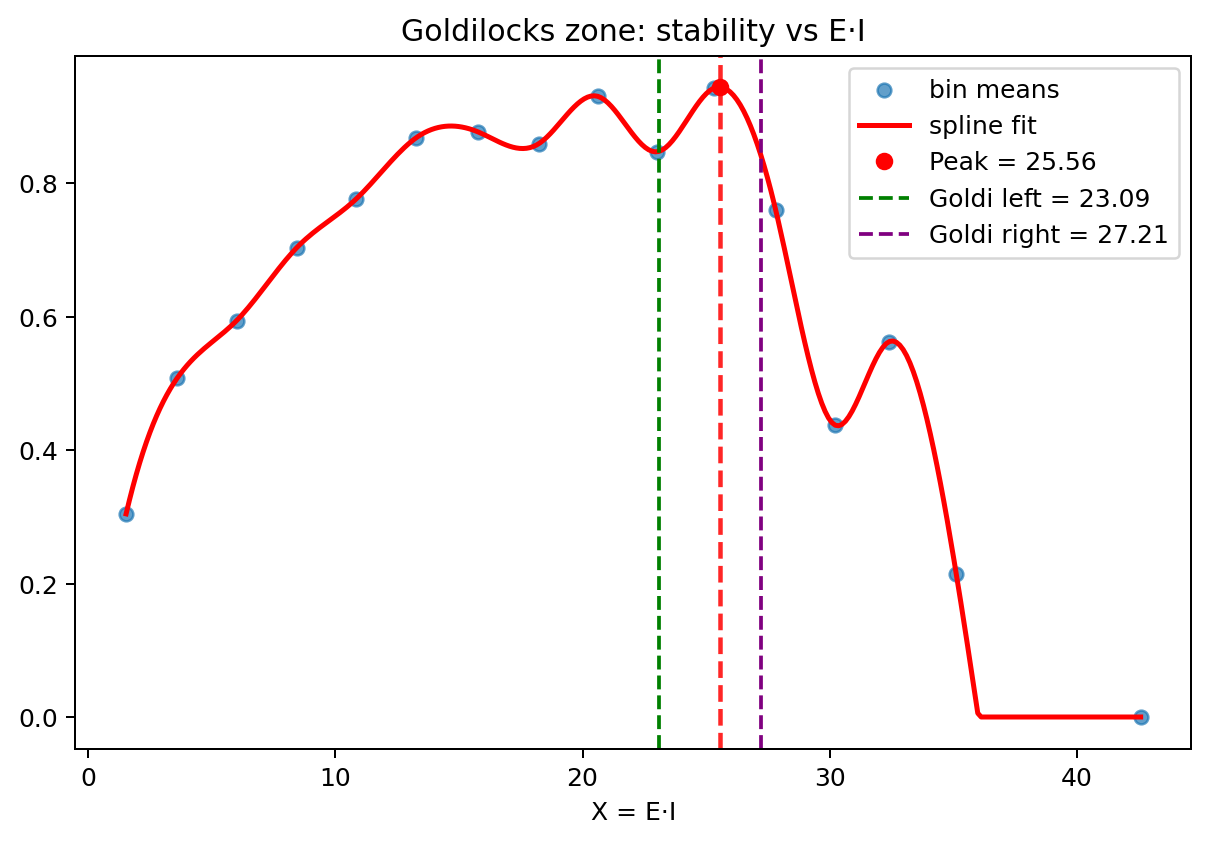 Goldilocks zone: stability vs E·I
bin means
spline fit
Peak = 25.56
Goldi left = 23.09
Goldi right = 27.21
0.8
0.6
0.4
0.2
0.0
0 10 20 30 40
X = E·I